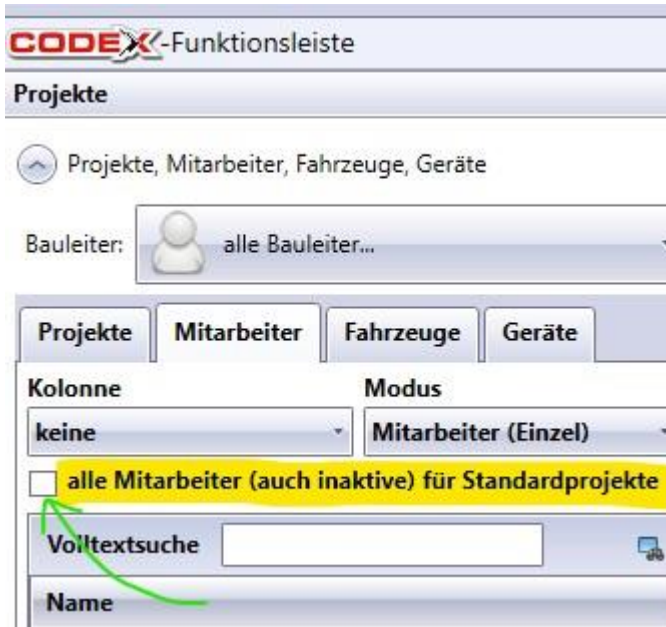 CODEX-Funktionsleiste
Projekte
Projekte, Mitarbeiter, Fahrzeuge, Geräte
Bauleiter: alle Bauleiter...
Projekte Mitarbeiter Fahrzeuge Geräte
Kolonne Modus
keine Mitarbeiter (Einzel)
alle Mitarbeiter (auch inaktive) für Standardprojekte
Volltextsuche
Name